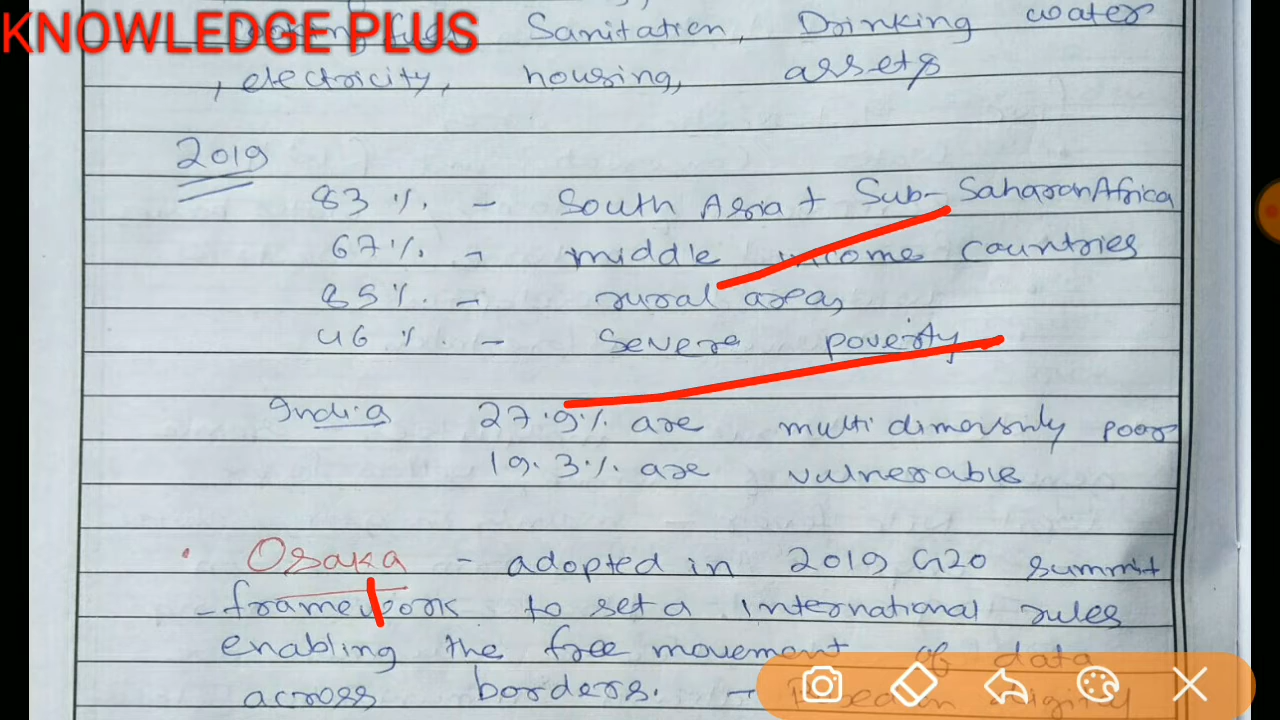 KNOWLEDGE PLUS
Sanitation, Drinking water
, electricity, housing, assets
2019
83 % - South Asia + Sub-Saharan Africa
67 % - middle income countries
85 % - rural area,
46 % - Severe poverty
India 27.9 % are multi dimensnly poor
19.3 % are vulnerable
• Osaka - adopted in 2019 G20 summit
- framework to set a international rules
enabling the free movement of data
across borders. -